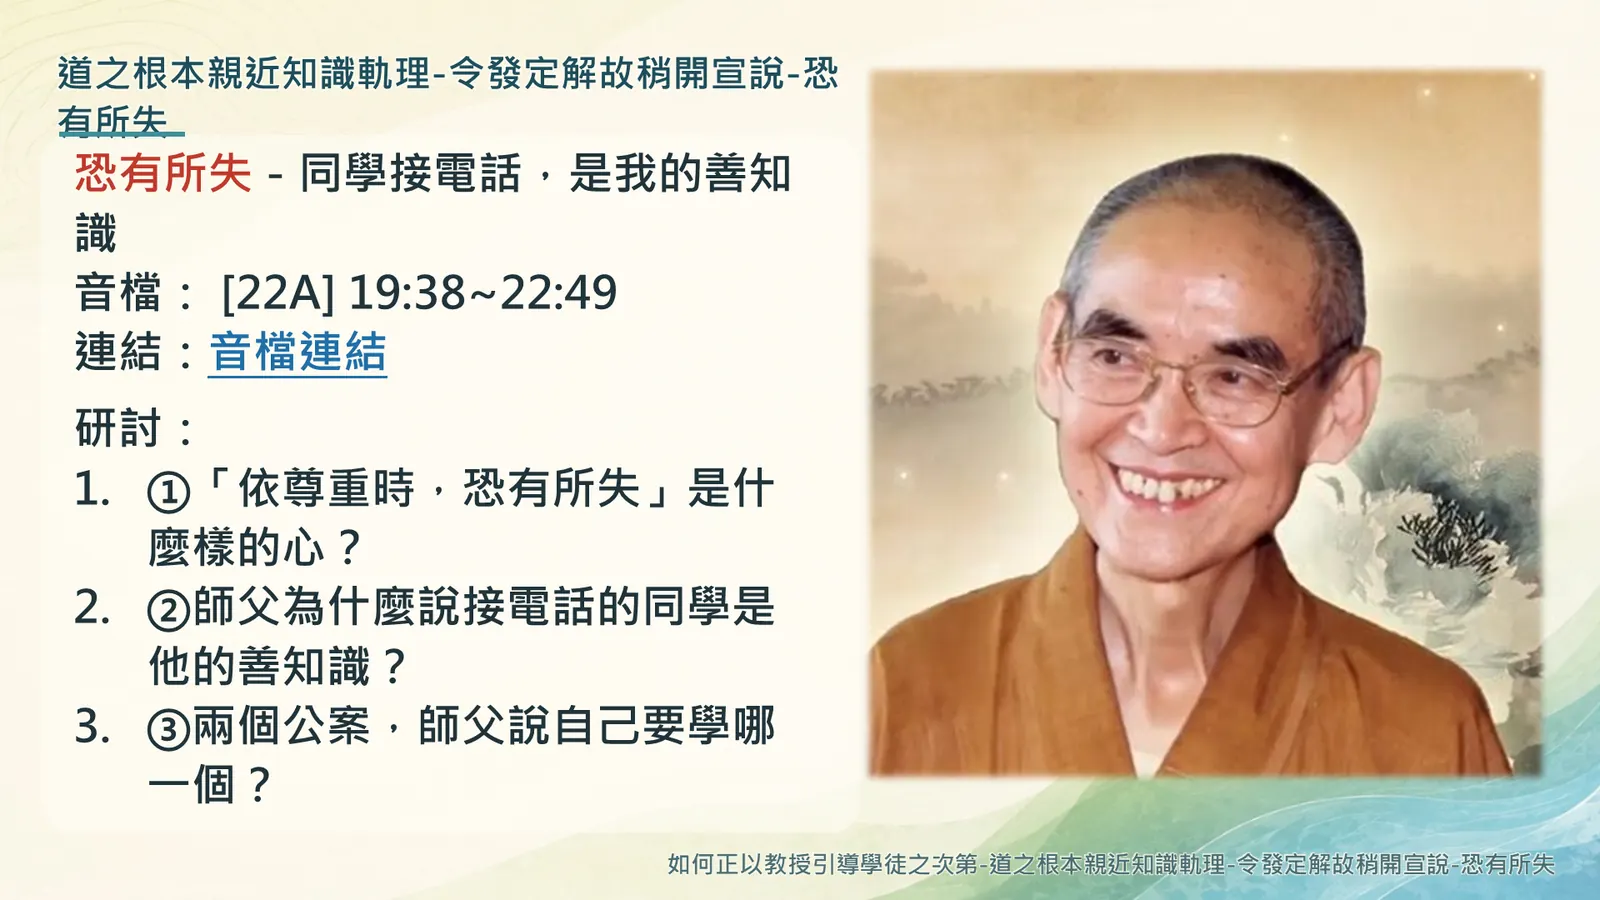 道之根本親近知識軌理-令發定解故稍開宣說-恐
有所失
恐有所失 - 同學接電話，是我的善知
識
音檔： [22A] 19:38~22:49
連結：音檔連結
研討：
1. ①「依尊重時，恐有所失」是什
麼樣的心？
2. ②師父為什麼說接電話的同學是
他的善知識？
3. ③兩個公案，師父說自己要學哪
一個？
如何正以教授引導學徒之次第-道之根本親近知識軌理-令發定解故稍開宣說-恐有所失